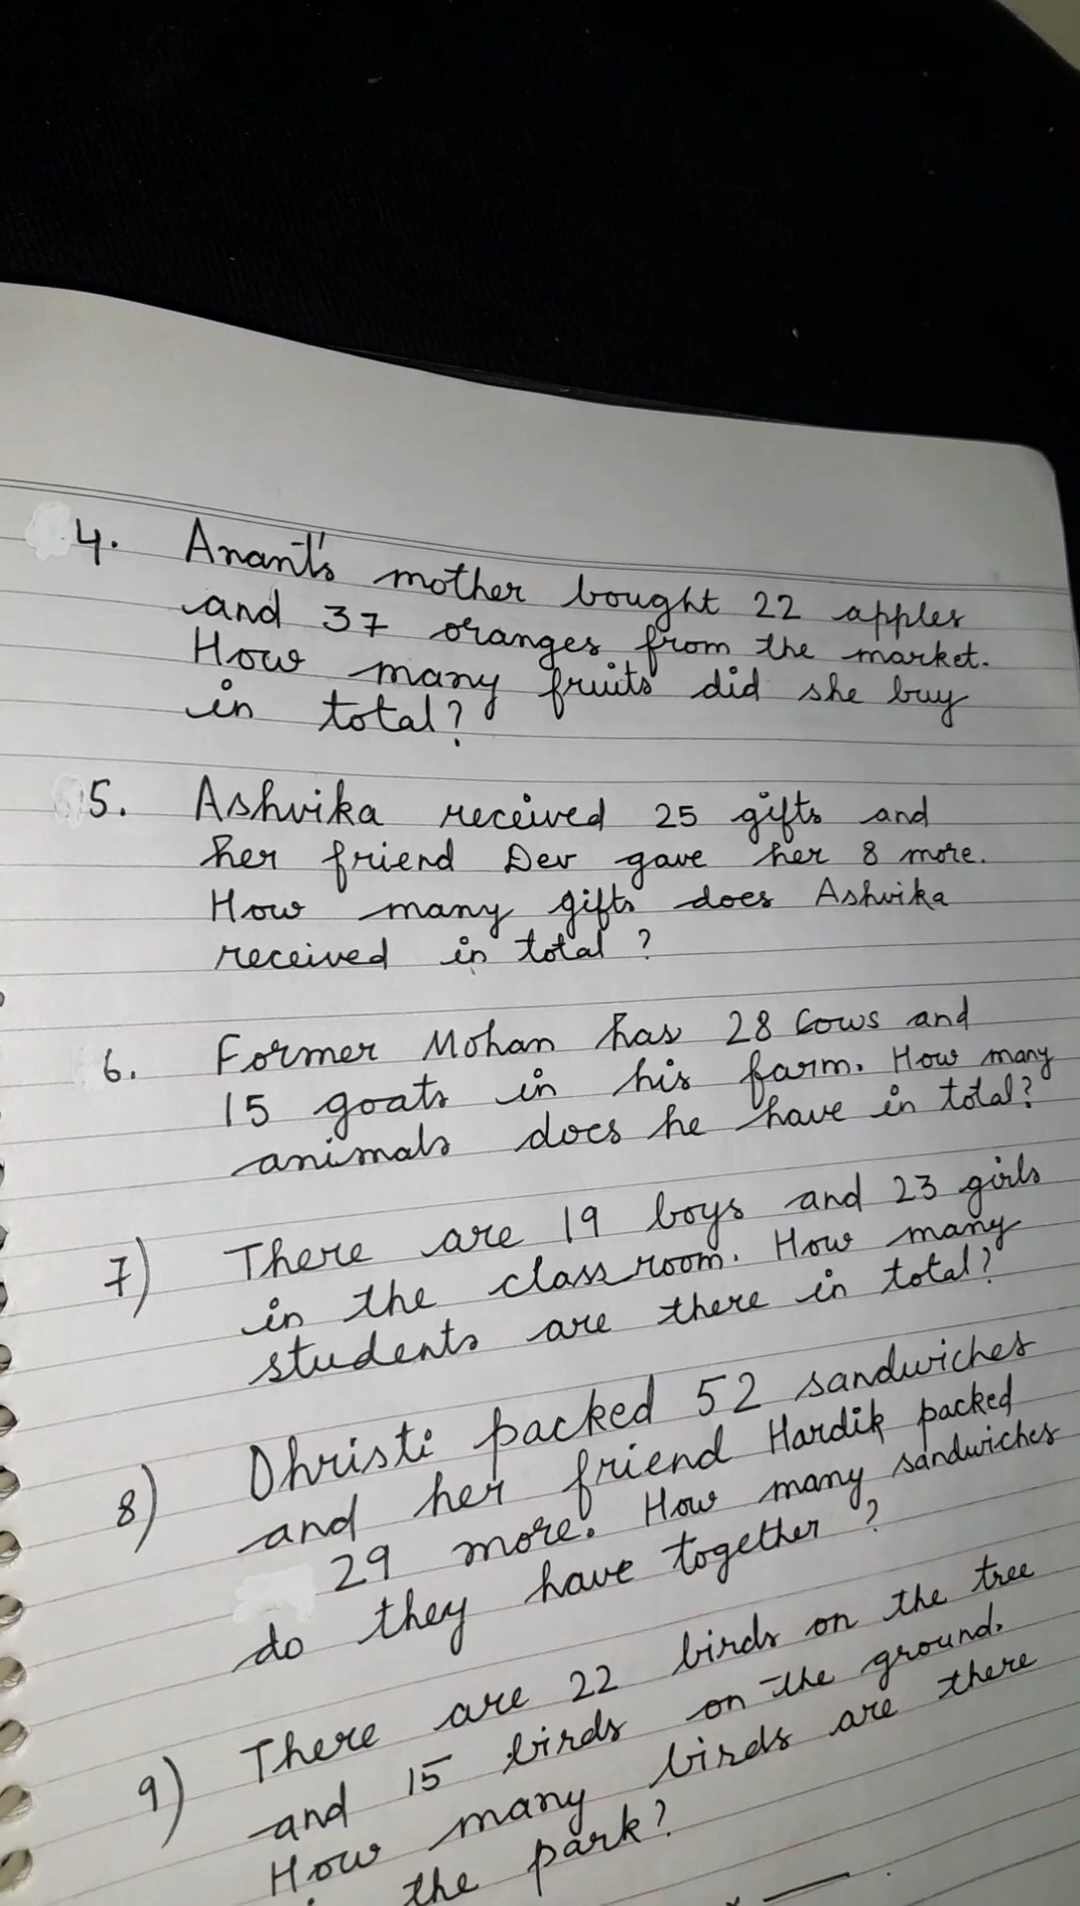 4. Anant's mother bought 22 apples
and 37 oranges from the market.
How many fruits did she buy
in total?
5. Ashvika received 25 gifts and
her friend Dev gave her 8 more.
How many gifts does Ashvika
received in total ?
6. Former Mohan has 28 Cows and
15 goats in his farm. How many
animals does he have in total?
7) There are 19 boys and 23 girls
in the classroom. How many
students are there in total?
8) Dhristi packed 52 sandwiches
and her friend Hardik packed
29 more. How many sandwiches
do they have together ?
9) There are 22 birds on the tree
and 15 birds on the ground.
How many birds are there
the park?